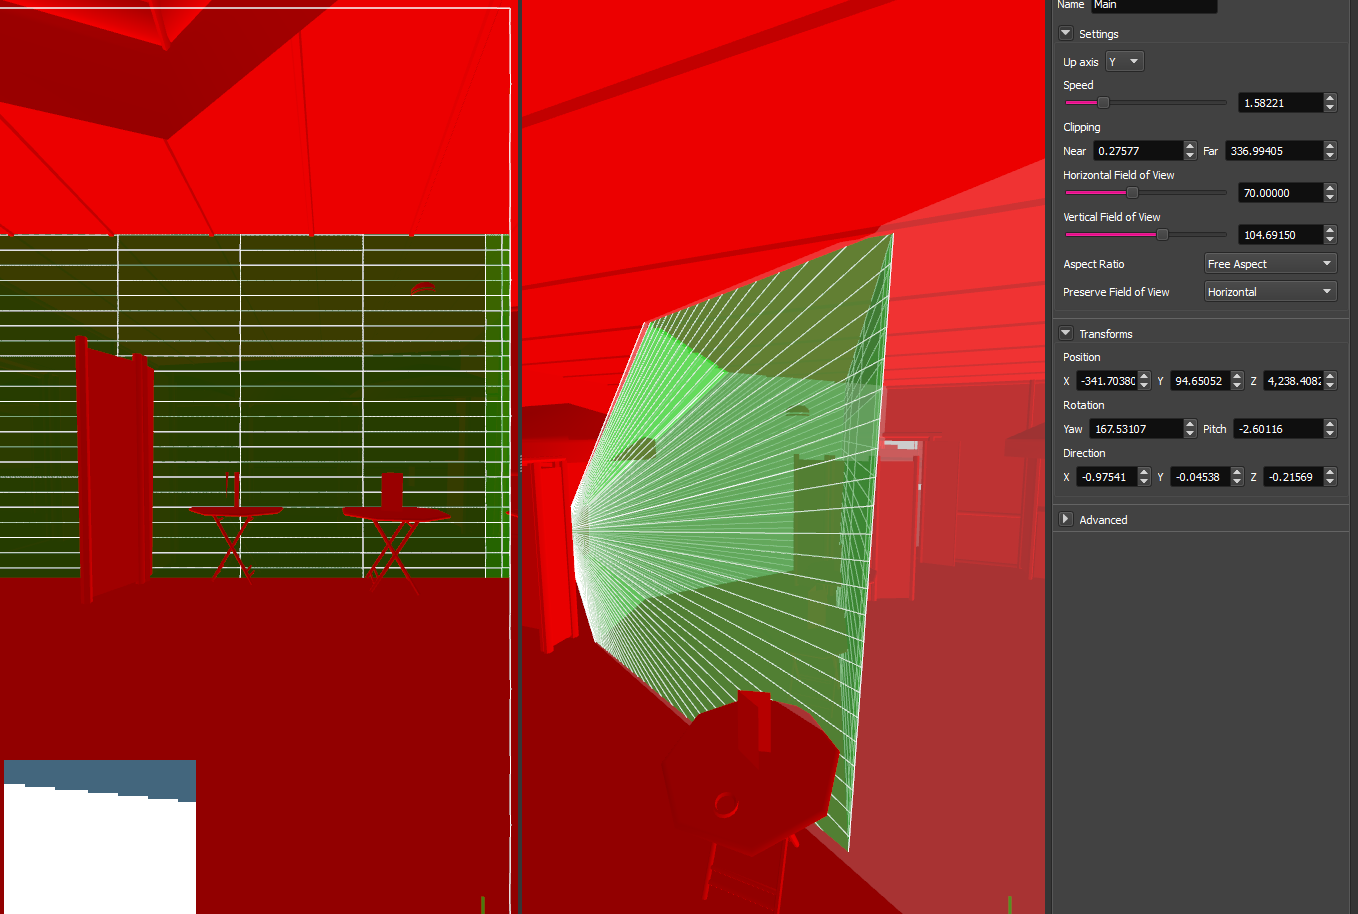 Name Main
Settings
Up axis Y
Speed
1.58221
Clipping
Near 0.27577 Far 336.99405
Horizontal Field of View
70.00000
Vertical Field of View
104.69150
Aspect Ratio Free Aspect
Preserve Field of View Horizontal
Transforms
Position
X -341.70380 Y 94.65052 Z 4,238.4082
Rotation
Yaw 167.53107 Pitch -2.60116
Direction
X -0.97541 Y -0.04538 Z -0.21569
Advanced